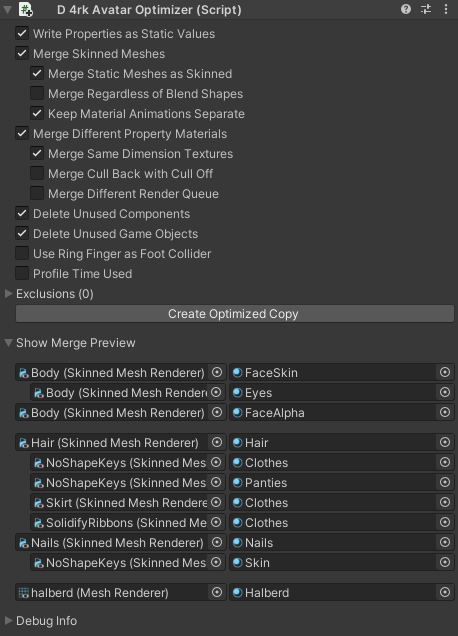 D 4rk Avatar Optimizer (Script)
Write Properties as Static Values
Merge Skinned Meshes
Merge Static Meshes as Skinned
Merge Regardless of Blend Shapes
Keep Material Animations Separate
Merge Different Property Materials
Merge Same Dimension Textures
Merge Cull Back with Cull Off
Merge Different Render Queue
Delete Unused Components
Delete Unused Game Objects
Use Ring Finger as Foot Collider
Profile Time Used
Exclusions (0)
Create Optimized Copy
Show Merge Preview
Body (Skinned Mesh Renderer) FaceSkin
Body (Skinned Mesh Rendere Eyes
Body (Skinned Mesh Renderer) FaceAlpha
Hair (Skinned Mesh Renderer) Hair
NoShapeKeys (Skinned Mes Clothes
NoShapeKeys (Skinned Mes Panties
Skirt (Skinned Mesh Rendere Clothes
SolidifyRibbons (Skinned Me Clothes
Nails (Skinned Mesh Renderer) Nails
NoShapeKeys (Skinned Mes Skin
halberd (Mesh Renderer) Halberd
Debug Info